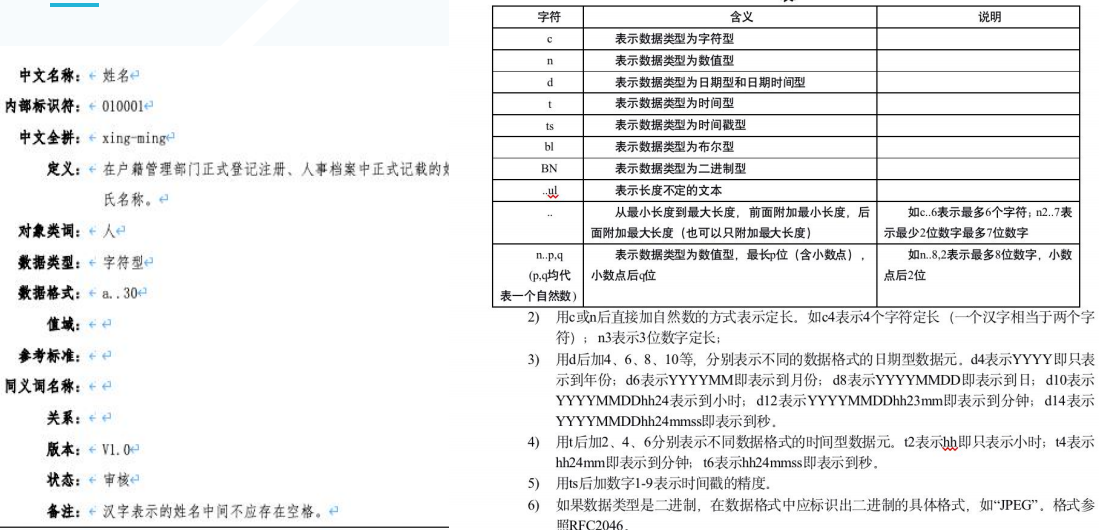 中文名称： 姓名
内部标识符： 010001
中文全拼： xing-ming
定义： 在户籍管理部门正式登记注册、人事档案中正式记载的姓
氏名称。
对象类词： 人
数据类型： 字符型
数据格式： a..30
值域：
参考标准：
同义词名称：
关系：
版本： V1.0
状态： 审核
备注： 汉字表示的姓名中间不应存在空格。
字符 含义 说明
c 表示数据类型为字符型
n 表示数据类型为数值型
d 表示数据类型为日期型和日期时间型
t 表示数据类型为时间型
ts 表示数据类型为时间戳型
bl 表示数据类型为布尔型
BN 表示数据类型为二进制型
..ul 表示长度不定的文本
.. 从最小长度到最大长度，前面附加最小长度，后 如c..6表示最多6个字符；n2..7表
面附加最大长度（也可以只附加最大长度） 示最少2位数字最多7位数字
n..p,q 表示数据类型为数值型，最长p位（含小数点）， 如n..8,2表示最多8位数字，小数
(p,q均代 小数点后q位 点后2位
表一个自然数)
2) 用c或n后直接加自然数的方式表示定长。如c4表示4个字符定长（一个汉字相当于两个字
符）；n3表示3位数字定长；
3) 用d后加4、6、8、10等，分别表示不同的数据格式的日期型数据元。d4表示YYYY即只表
示到年份；d6表示YYYYMM即表示到月份；d8表示YYYYMMDD即表示到日；d10表示
YYYYMMDDhh24表示到小时；d12表示YYYYMMDDhh23mm即表示到分钟；d14表示
YYYYMMDDhh24mmss即表示到秒。
4) 用t后加2、4、6分别表示不同数据格式的时间型数据元。t2表示hh即只表示小时；t4表示
hh24mm即表示到分钟；t6表示hh24mmss即表示到秒。
5) 用ts后加数字1-9表示时间戳的精度。
6) 如果数据类型是二进制，在数据格式中应标识出二进制的具体格式，如“JPEG”。格式参
照RFC2046。